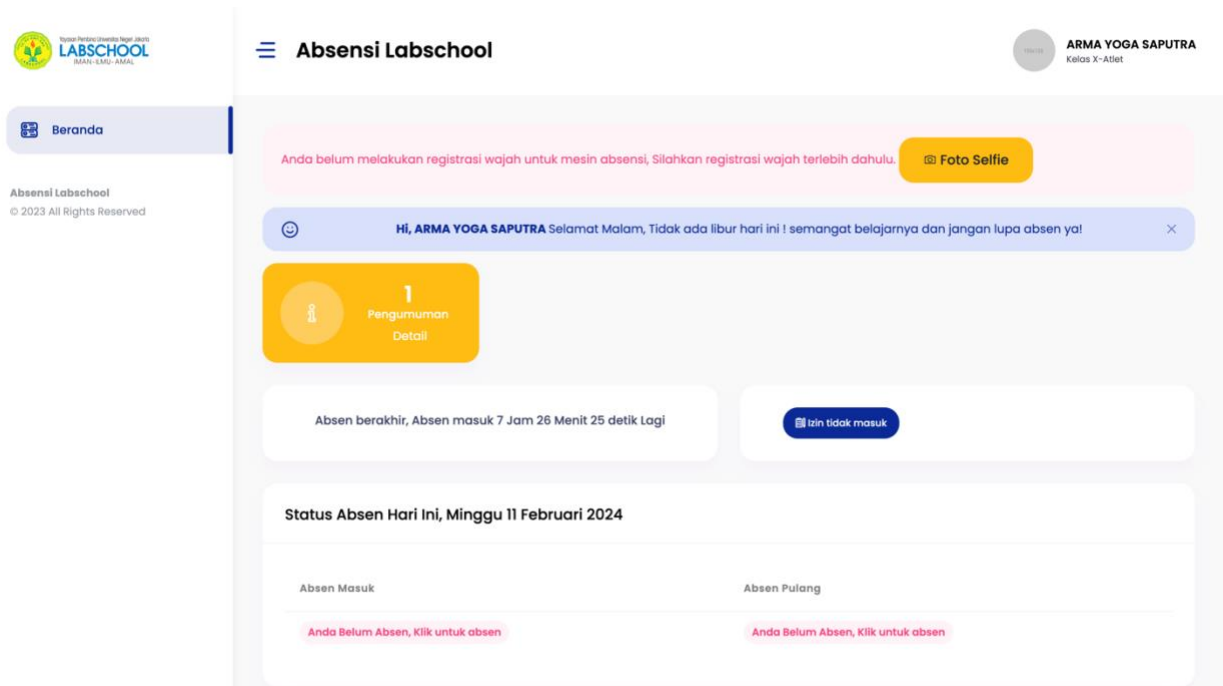 Yayasan Pembina Universitas Negeri Jakarta
LABSCHOOL
IMAN-ILMU-AMAL
Absensi Labschool
ARMA YOGA SAPUTRA
Kelas X-Atlet
Beranda
Absensi Labschool
© 2023 All Rights Reserved
Anda belum melakukan registrasi wajah untuk mesin absensi, Silahkan registrasi wajah terlebih dahulu.
Foto Selfie
Hi, ARMA YOGA SAPUTRA Selamat Malam, Tidak ada libur hari ini ! semangat belajarnya dan jangan lupa absen ya!
1
Pengumuman
Detail
Absen berakhir, Absen masuk 7 Jam 26 Menit 25 detik Lagi
Izin tidak masuk
Status Absen Hari Ini, Minggu 11 Februari 2024
Absen Masuk
Absen Pulang
Anda Belum Absen, Klik untuk absen
Anda Belum Absen, Klik untuk absen